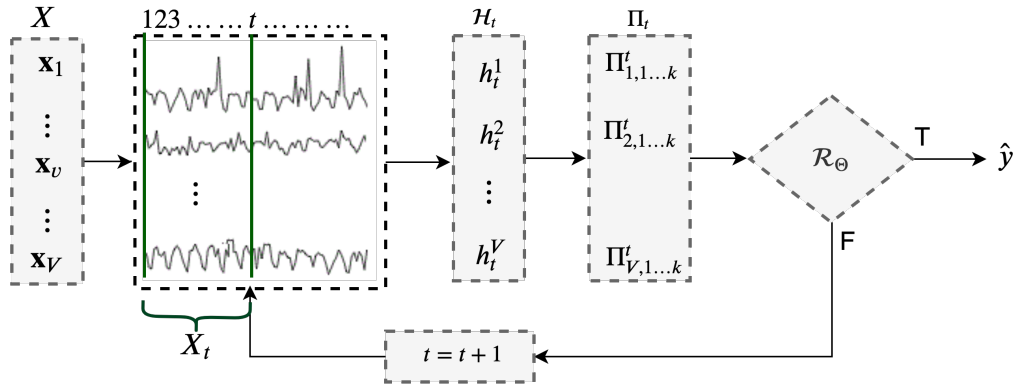 X
x_1
⋮
x_v
⋮
x_V
123 … … t … … …
⋮
X_t
ℋ_t
h_t^1
h_t^2
⋮
h_t^V
Π_t
Π^t_{1,1…k}
Π^t_{2,1…k}
Π^t_{V,1…k}
ℛ_Θ
T
ŷ
F
t = t + 1